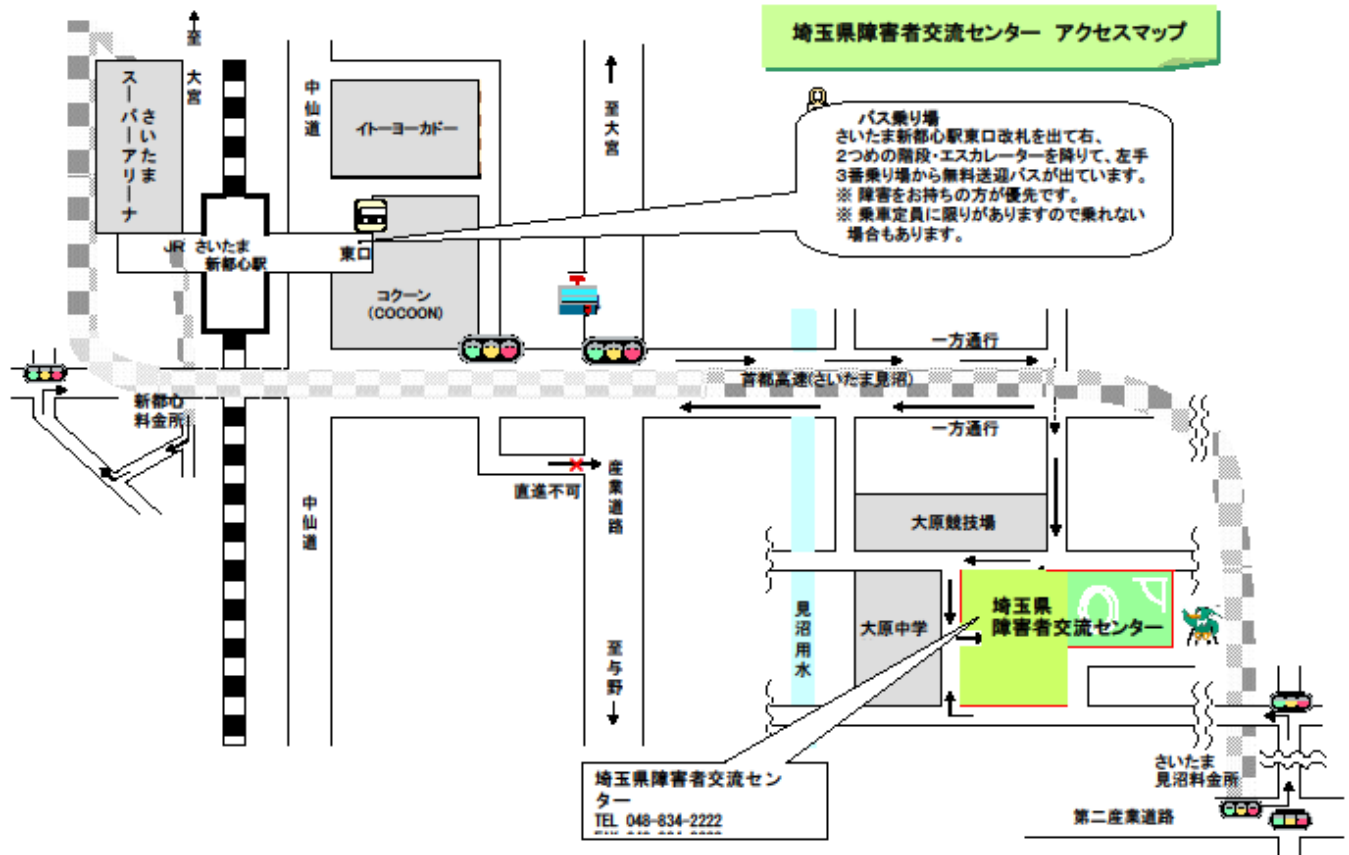 埼玉県障害者交流センター アクセスマップ
至大宮
さいたま
スーパーアリーナ
中仙道
イトーヨーカドー
至大宮
バス乗り場
さいたま新都心駅東口改札を出て右、
2つめの階段・エスカレーターを降りて、左手
3番乗り場から無料送迎バスが出ています。
※ 障害をお持ちの方が優先です。
※ 乗車定員に限りがありますので乗れない
場合もあります。
JR さいたま
新都心駅
東口
コクーン
(COCOON)
一方通行
首都高速(さいたま見沼)
新都心
料金所
一方通行
直進不可
産業道路
中仙道
大原競技場
見沼用水
大原中学
埼玉県
障害者交流センター
至与野
さいたま
見沼料金所
第二産業道路
埼玉県障害者交流セン
ター
TEL 048-834-2222